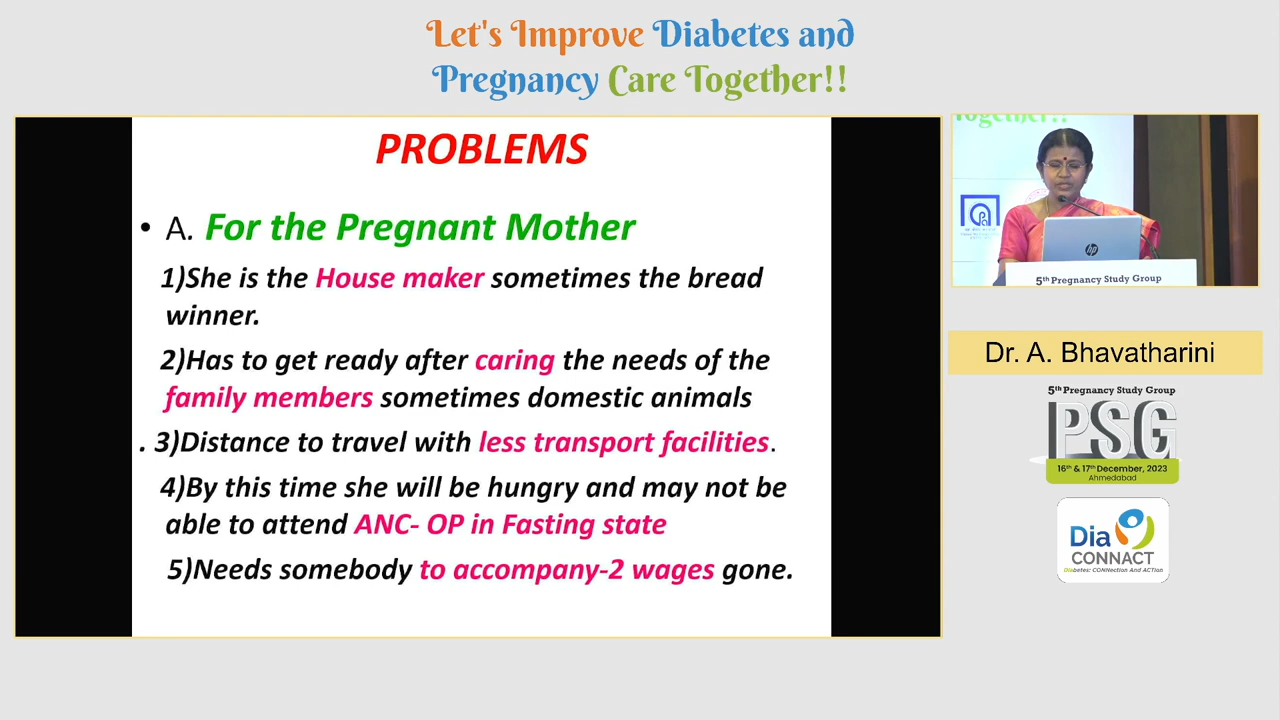 Let's Improve Diabetes and
Pregnancy Care Together!!
PROBLEMS
• A. For the Pregnant Mother
1)She is the House maker sometimes the bread
winner.
2)Has to get ready after caring the needs of the
family members sometimes domestic animals
. 3)Distance to travel with less transport facilities.
4)By this time she will be hungry and may not be
able to attend ANC- OP in Fasting state
5)Needs somebody to accompany-2 wages gone.
Together!!
hp
5th Pregnancy Study Group
Dr. A. Bhavatharini
5th Pregnancy Study Group
PSG
16th & 17th December, 2023
Ahmedabad
Dia
CONNACT
Diabetes: CONNection And ACTion